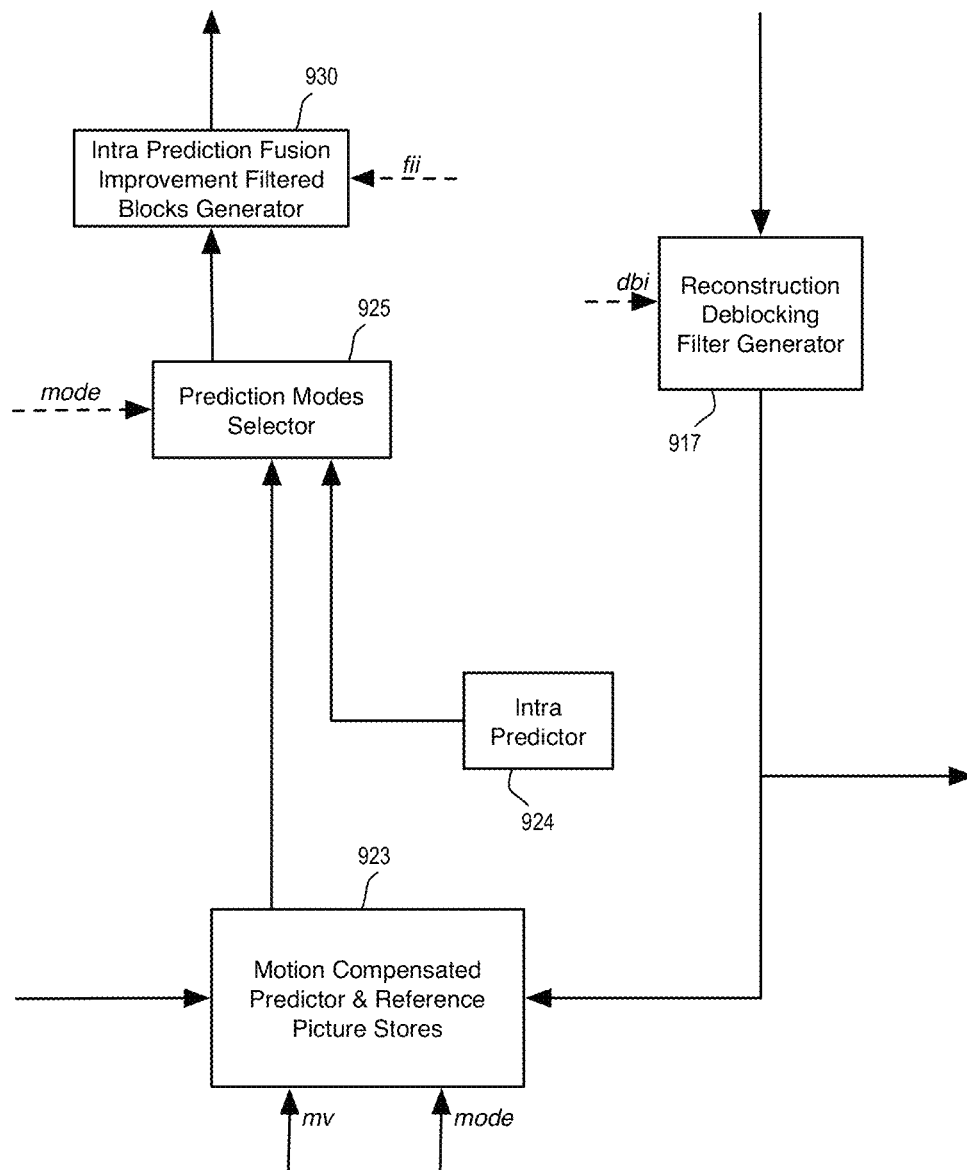 930
Intra Prediction Fusion
Improvement Filtered
Blocks Generator
fii
dbi
Reconstruction
Deblocking
Filter Generator
917
925
mode
Prediction Modes
Selector
Intra
Predictor
924
923
Motion Compensated
Predictor & Reference
Picture Stores
mv
mode